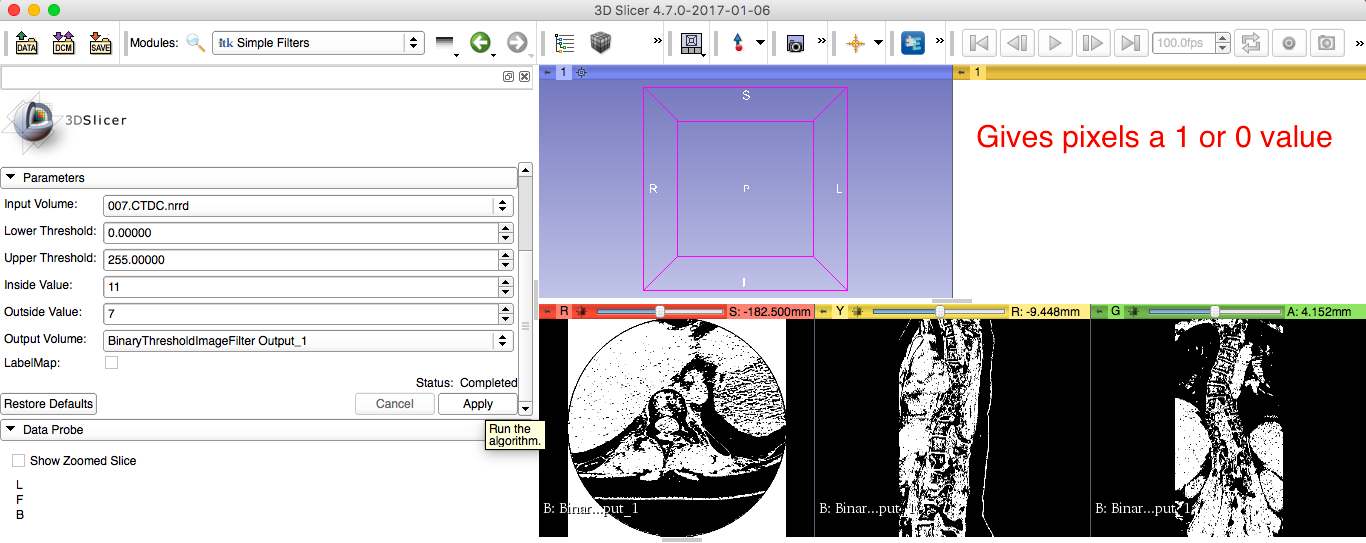 3D Slicer 4.7.0-2017-01-06
DATA DCM SAVE Modules: itk Simple Filters 100.0fps
1 1
3DSlicer
S
Gives pixels a 1 or 0 value
Parameters
Input Volume: 007.CTDC.nrrd
R P L
Lower Threshold: 0.00000
Upper Threshold: 255.00000
Inside Value: 11
I
Outside Value: 7
R S: -182.500mm Y R: -9.448mm G A: 4.152mm
Output Volume: BinaryThresholdImageFilter Output_1
LabelMap:
Status: Completed
Restore Defaults Cancel Apply
Data Probe
Run the
algorithm.
Show Zoomed Slice
L
F
B
B: Binar...put_1 B: Binar...put_1 B: Binar...put_1